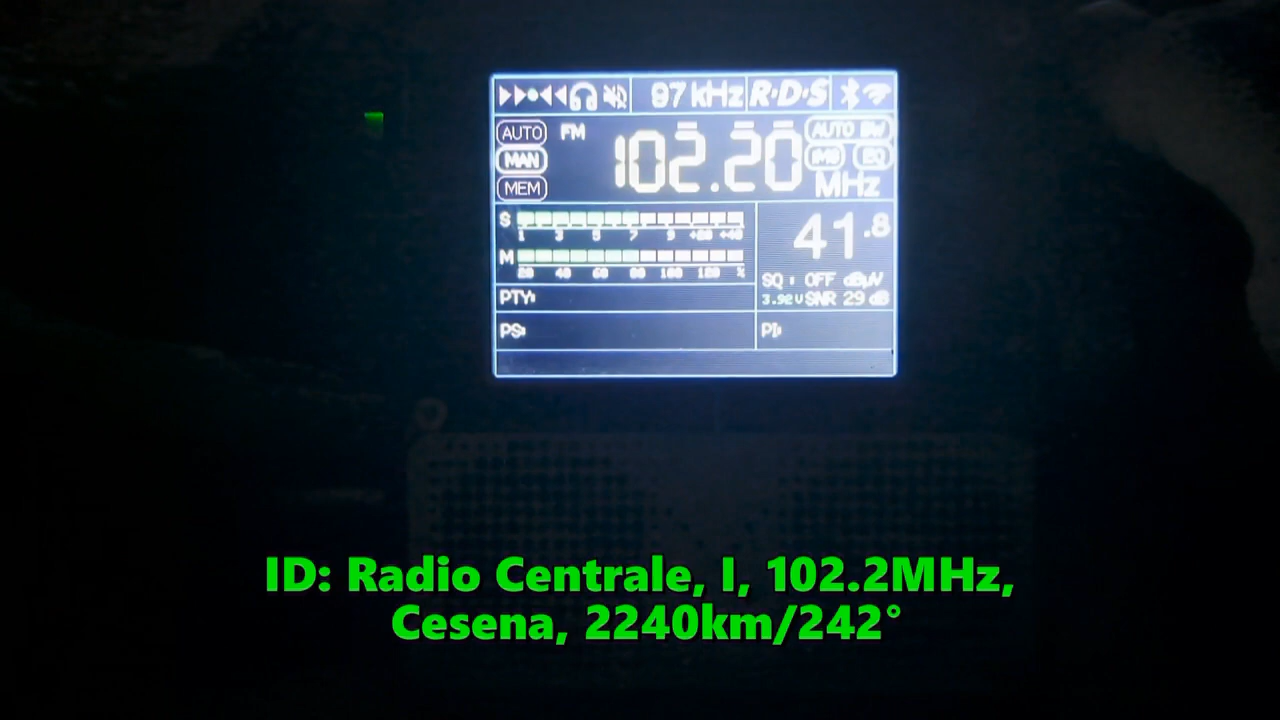 97 kHz R·D·S
AUTO FM 102.20 AUTO BW
MAN IMS EQ
MEM MHz
S
1 3 5 7 9 +20 +40
41.8
M
20 40 60 80 100 120 %
SQ: OFF dBµV
PTY: 3.92V SNR 29 dB
PS: PI:
ID: Radio Centrale, I, 102.2MHz,
Cesena, 2240km/242°